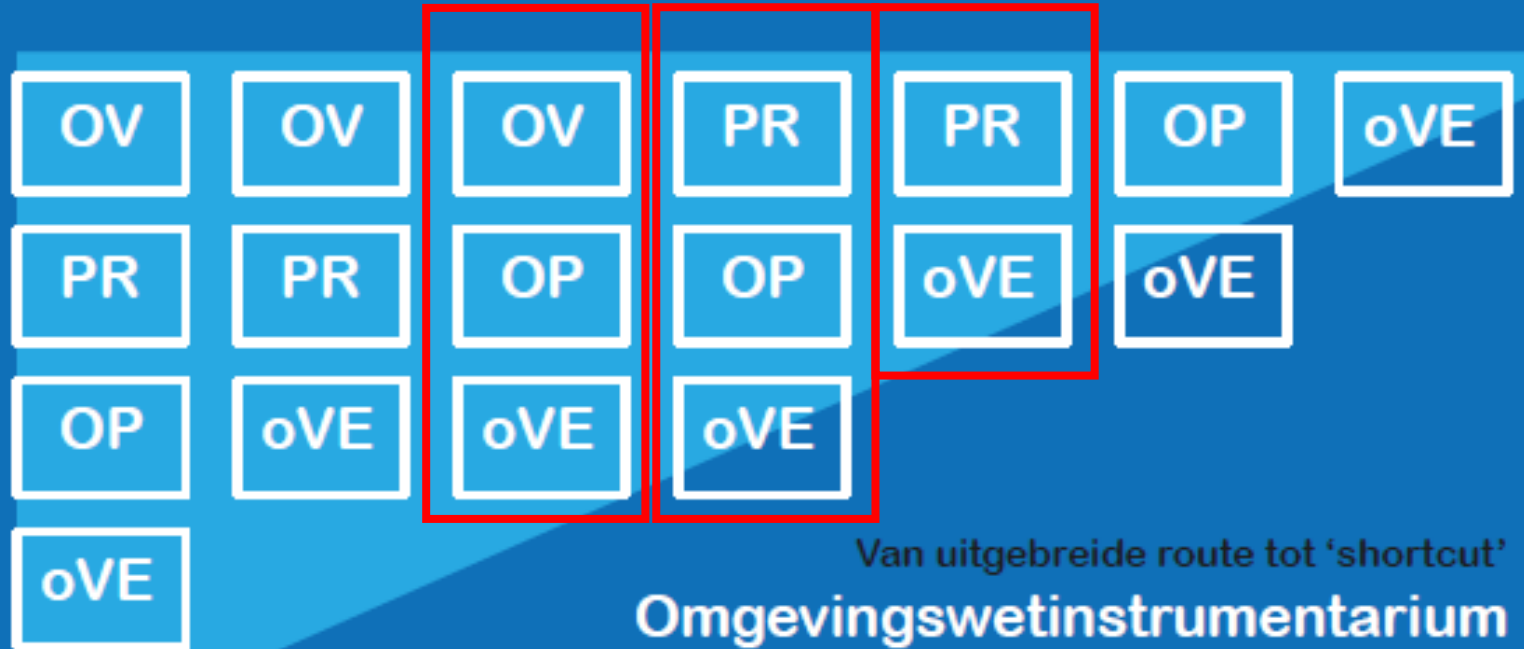 OV OV OV PR PR OP oVE
PR PR OP OP oVE oVE
OP oVE oVE oVE
oVE
Van uitgebreide route tot ‘shortcut’
Omgevingswetinstrumentarium